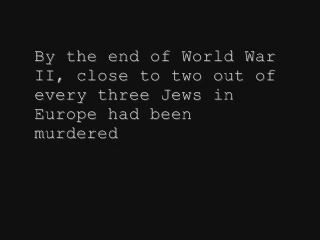 By the end of World War
II, close to two out of
every three Jews in
Europe had been
murdered